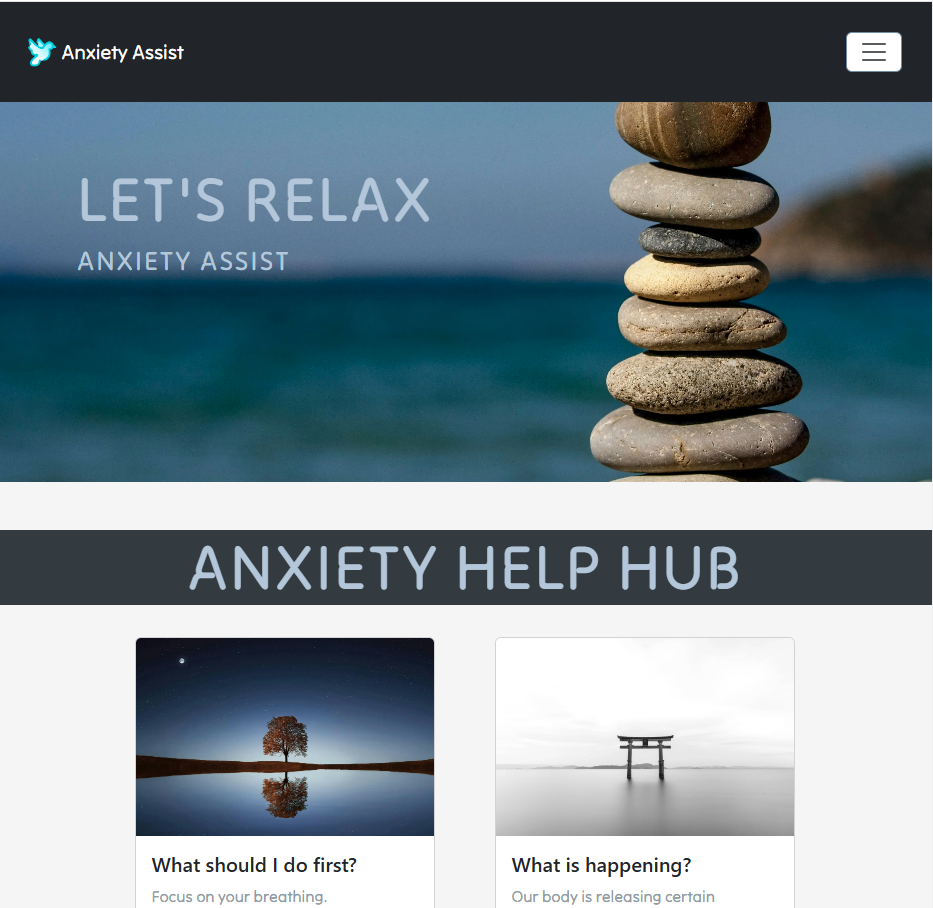 Anxiety Assist
LET'S RELAX
ANXIETY ASSIST
ANXIETY HELP HUB
What should I do first?
Focus on your breathing.
What is happening?
Our body is releasing certain